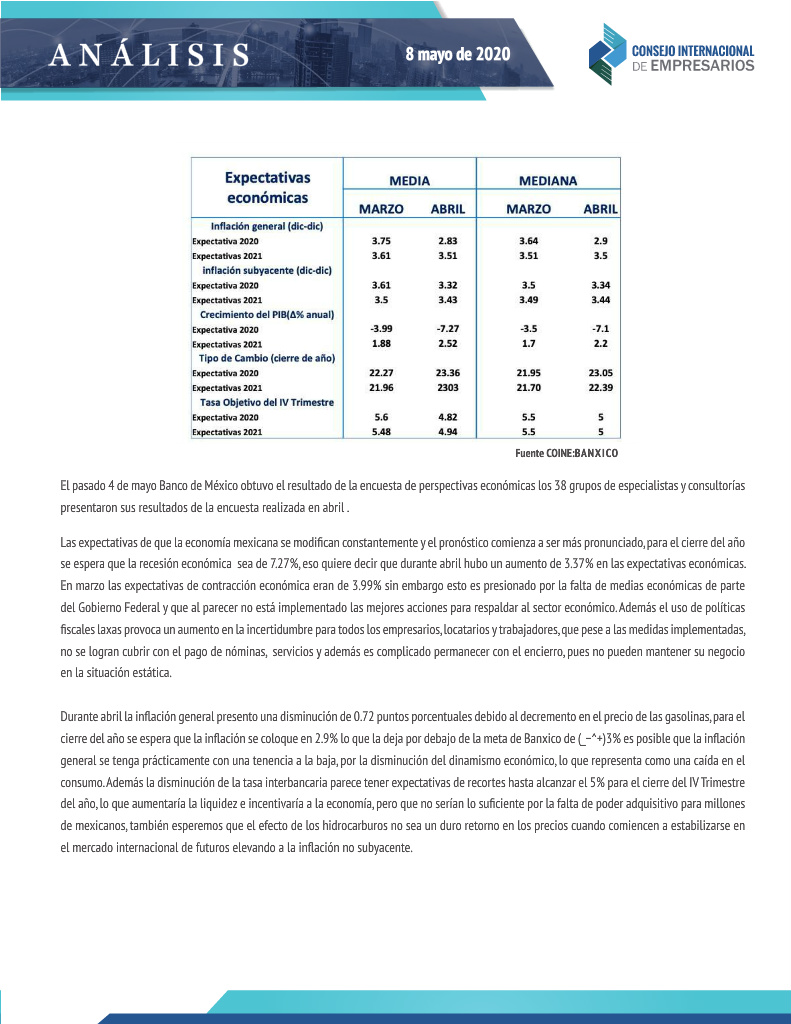 ANÁLISIS
8 mayo de 2020
CONSEJO INTERNACIONAL
DE EMPRESARIOS
Expectativas económicas MEDIA MEDIANA
MARZO ABRIL MARZO ABRIL
Inflación general (dic-dic)
Expectativa 2020 3.75 2.83 3.64 2.9
Expectativas 2021 3.61 3.51 3.51 3.5
inflación subyacente (dic-dic)
Expectativa 2020 3.61 3.32 3.5 3.34
Expectativas 2021 3.5 3.43 3.49 3.44
Crecimiento del PIB(Δ% anual)
Expectativa 2020 -3.99 -7.27 -3.5 -7.1
Expectativas 2021 1.88 2.52 1.7 2.2
Tipo de Cambio (cierre de año)
Expectativa 2020 22.27 23.36 21.95 23.05
Expectativas 2021 21.96 2303 21.70 22.39
Tasa Objetivo del IV Trimestre
Expectativa 2020 5.6 4.82 5.5 5
Expectativas 2021 5.48 4.94 5.5 5
Fuente COINE:BANXICO
El pasado 4 de mayo Banco de México obtuvo el resultado de la encuesta de perspectivas económicas los 38 grupos de especialistas y consultorías
presentaron sus resultados de la encuesta realizada en abril .
Las expectativas de que la economía mexicana se modifican constantemente y el pronóstico comienza a ser más pronunciado, para el cierre del año
se espera que la recesión económica sea de 7.27%, eso quiere decir que durante abril hubo un aumento de 3.37% en las expectativas económicas.
En marzo las expectativas de contracción económica eran de 3.99% sin embargo esto es presionado por la falta de medias económicas de parte
del Gobierno Federal y que al parecer no está implementado las mejores acciones para respaldar al sector económico. Además el uso de políticas
fiscales laxas provoca un aumento en la incertidumbre para todos los empresarios, locatarios y trabajadores, que pese a las medidas implementadas,
no se logran cubrir con el pago de nóminas, servicios y además es complicado permanecer con el encierro, pues no pueden mantener su negocio
en la situación estática.
Durante abril la inflación general presento una disminución de 0.72 puntos porcentuales debido al decremento en el precio de las gasolinas, para el
cierre del año se espera que la inflación se coloque en 2.9% lo que la deja por debajo de la meta de Banxico de (_−^+)3% es posible que la inflación
general se tenga prácticamente con una tenencia a la baja, por la disminución del dinamismo económico, lo que representa como una caída en el
consumo. Además la disminución de la tasa interbancaria parece tener expectativas de recortes hasta alcanzar el 5% para el cierre del IV Trimestre
del año, lo que aumentaría la liquidez e incentivaría a la economía, pero que no serían lo suficiente por la falta de poder adquisitivo para millones
de mexicanos, también esperemos que el efecto de los hidrocarburos no sea un duro retorno en los precios cuando comiencen a estabilizarse en
el mercado internacional de futuros elevando a la inflación no subyacente.